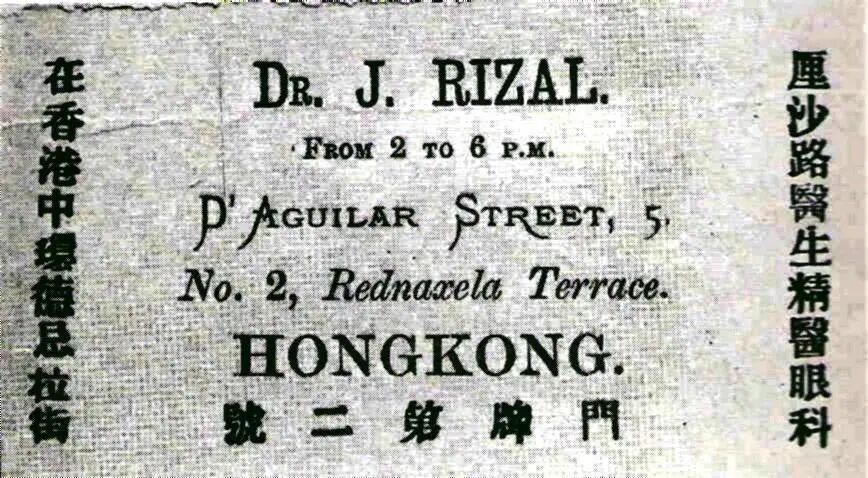 DR. J. RIZAL.
FROM 2 TO 6 P.M.
D'AGUILAR STREET, 5.
No. 2, Rednaxela Terrace.
HONGKONG.
厘沙路醫生精醫眼科
在香港中環德忌拉街
門牌第二號